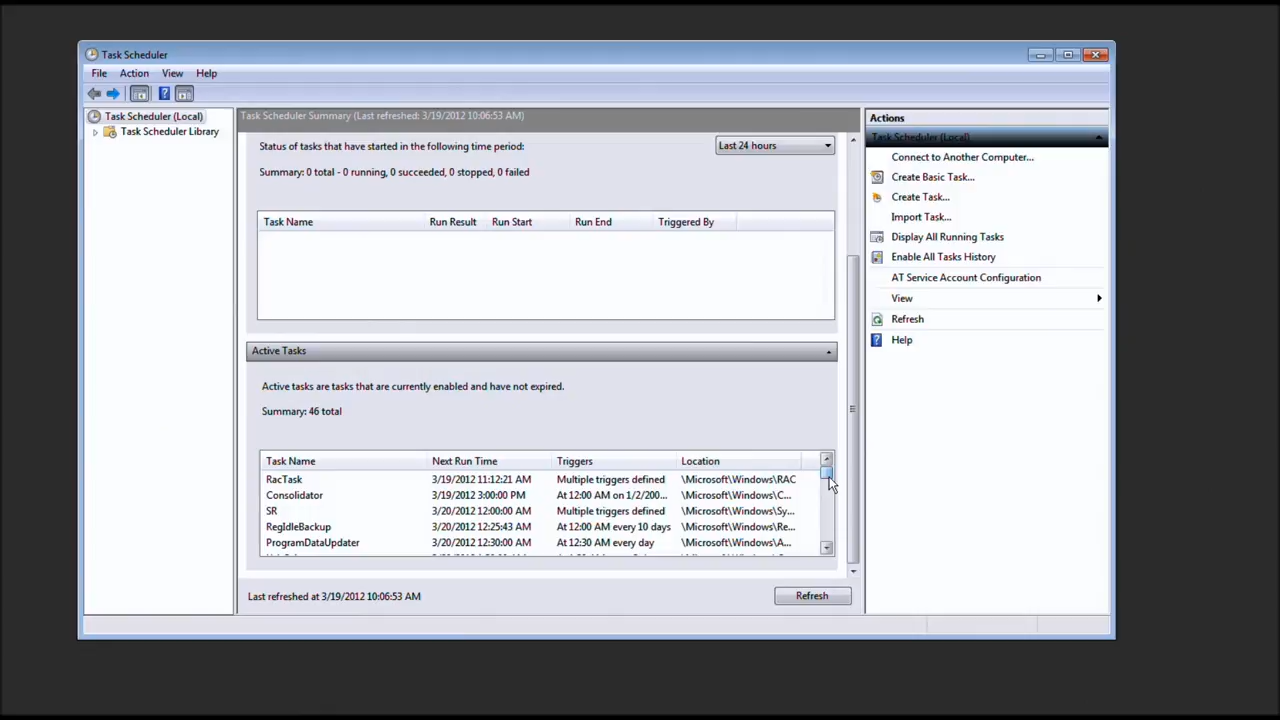 Task Scheduler
File Action View Help
Task Scheduler (Local)
Task Scheduler Library
Task Scheduler Summary (Last refreshed: 3/19/2012 10:06:53 AM)
Status of tasks that have started in the following time period:
Last 24 hours
Summary: 0 total - 0 running, 0 succeeded, 0 stopped, 0 failed
Task Name Run Result Run Start Run End Triggered By
Active Tasks
Active tasks are tasks that are currently enabled and have not expired.
Summary: 46 total
Task Name Next Run Time Triggers Location
RacTask 3/19/2012 11:12:21 AM Multiple triggers defined \Microsoft\Windows\RAC
Consolidator 3/19/2012 3:00:00 PM At 12:00 AM on 1/2/200... \Microsoft\Windows\C...
SR 3/20/2012 12:00:00 AM Multiple triggers defined \Microsoft\Windows\Sy...
RegIdleBackup 3/20/2012 12:25:43 AM At 12:00 AM every 10 days \Microsoft\Windows\Re...
ProgramDataUpdater 3/20/2012 12:30:00 AM At 12:30 AM every day \Microsoft\Windows\A...
Last refreshed at 3/19/2012 10:06:53 AM
Refresh
Actions
Task Scheduler (Local)
Connect to Another Computer...
Create Basic Task...
Create Task...
Import Task...
Display All Running Tasks
Enable All Tasks History
AT Service Account Configuration
View
Refresh
Help